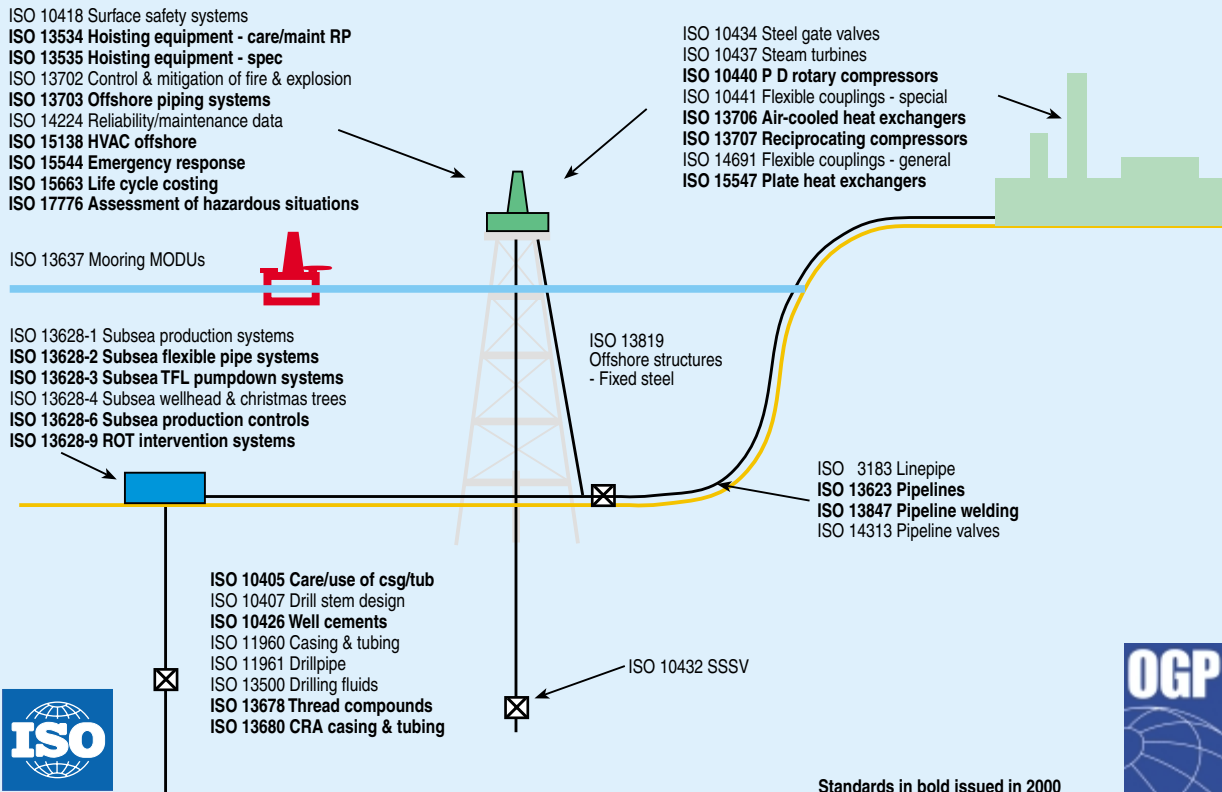 ISO 10418 Surface safety systems
ISO 13534 Hoisting equipment - care/maint RP
ISO 13535 Hoisting equipment - spec
ISO 13702 Control & mitigation of fire & explosion
ISO 13703 Offshore piping systems
ISO 14224 Reliability/maintenance data
ISO 15138 HVAC offshore
ISO 15544 Emergency response
ISO 15663 Life cycle costing
ISO 17776 Assessment of hazardous situations
ISO 10434 Steel gate valves
ISO 10437 Steam turbines
ISO 10440 P D rotary compressors
ISO 10441 Flexible couplings - special
ISO 13706 Air-cooled heat exchangers
ISO 13707 Reciprocating compressors
ISO 14691 Flexible couplings - general
ISO 15547 Plate heat exchangers
ISO 13637 Mooring MODUs
ISO 13628-1 Subsea production systems
ISO 13628-2 Subsea flexible pipe systems
ISO 13628-3 Subsea TFL pumpdown systems
ISO 13628-4 Subsea wellhead & christmas trees
ISO 13628-6 Subsea production controls
ISO 13628-9 ROT intervention systems
ISO 13819
Offshore structures
- Fixed steel
ISO 3183 Linepipe
ISO 13623 Pipelines
ISO 13847 Pipeline welding
ISO 14313 Pipeline valves
ISO 10405 Care/use of csg/tub
ISO 10407 Drill stem design
ISO 10426 Well cements
ISO 11960 Casing & tubing
ISO 11961 Drillpipe
ISO 13500 Drilling fluids
ISO 13678 Thread compounds
ISO 13680 CRA casing & tubing
ISO 10432 SSSV
ISO
OGP
Standards in bold issued in 2000